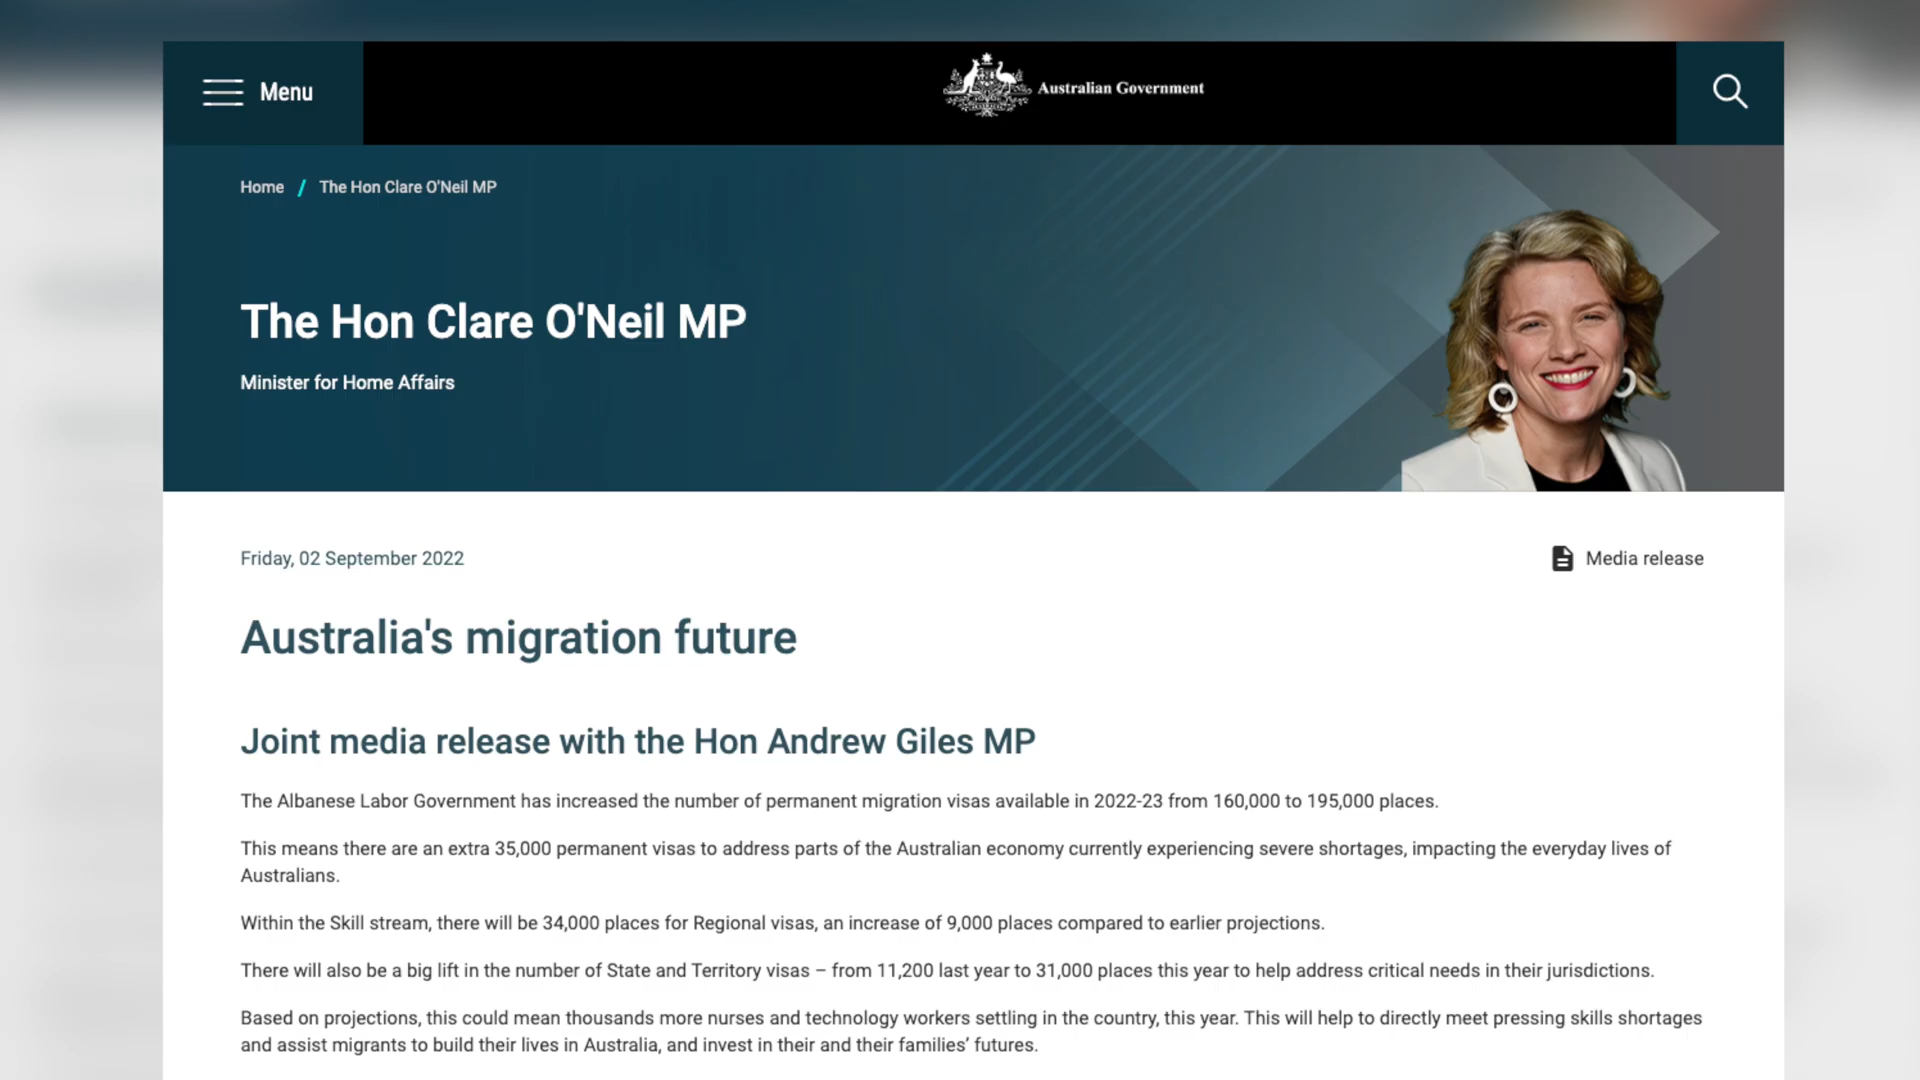 Menu
Australian Government
Home / The Hon Clare O'Neil MP
The Hon Clare O'Neil MP
Minister for Home Affairs
Friday, 02 September 2022
Media release
Australia's migration future
Joint media release with the Hon Andrew Giles MP
The Albanese Labor Government has increased the number of permanent migration visas available in 2022-23 from 160,000 to 195,000 places.
This means there are an extra 35,000 permanent visas to address parts of the Australian economy currently experiencing severe shortages, impacting the everyday lives of
Australians.
Within the Skill stream, there will be 34,000 places for Regional visas, an increase of 9,000 places compared to earlier projections.
There will also be a big lift in the number of State and Territory visas – from 11,200 last year to 31,000 places this year to help address critical needs in their jurisdictions.
Based on projections, this could mean thousands more nurses and technology workers settling in the country, this year. This will help to directly meet pressing skills shortages
and assist migrants to build their lives in Australia, and invest in their and their families’ futures.